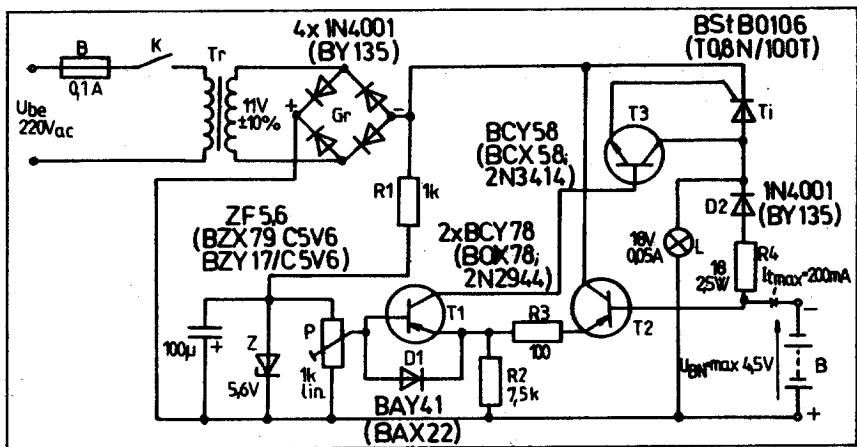 4x1N4001
(BY135)
BStB0106
(T0,8N/100T)
B
K
Tr
0,1A
Ube
220Vac
11V
±10%
+
Gr
-
T3
Ti
BCY58
(BCX58;
2N3414)
R1
1k
1N4001
(BY135)
D2
ZF5,6
(BZX79 C5V6
BZY17/C5V6)
2xBCY78
(BOX78;
2N2944)
18V
0,05A
L
R4
18
2,5W
Itmax=200mA
T1
R3
100
T2
-
100µ
+
Z
5,6V
P
1k
lin.
D1
R2
7,5k
UBN max 4,5V
B
+
BAY41
(BAX22)